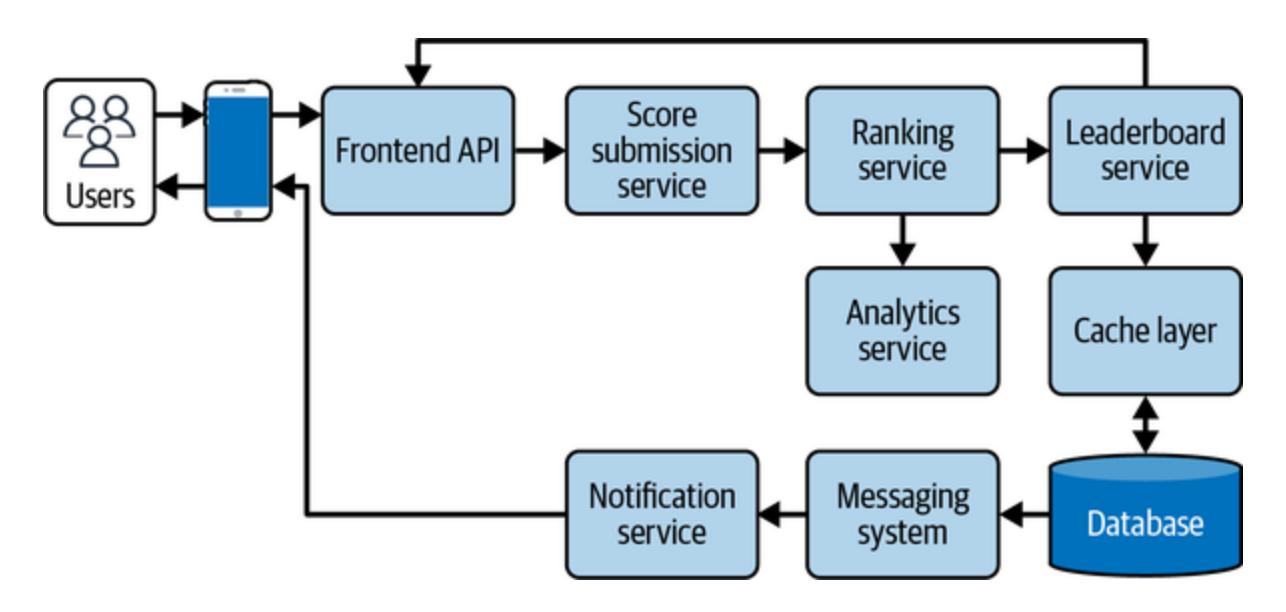 Users
Frontend API
Score
submission
service
Ranking
service
Leaderboard
service
Analytics
service
Cache layer
Notification
service
Messaging
system
Database